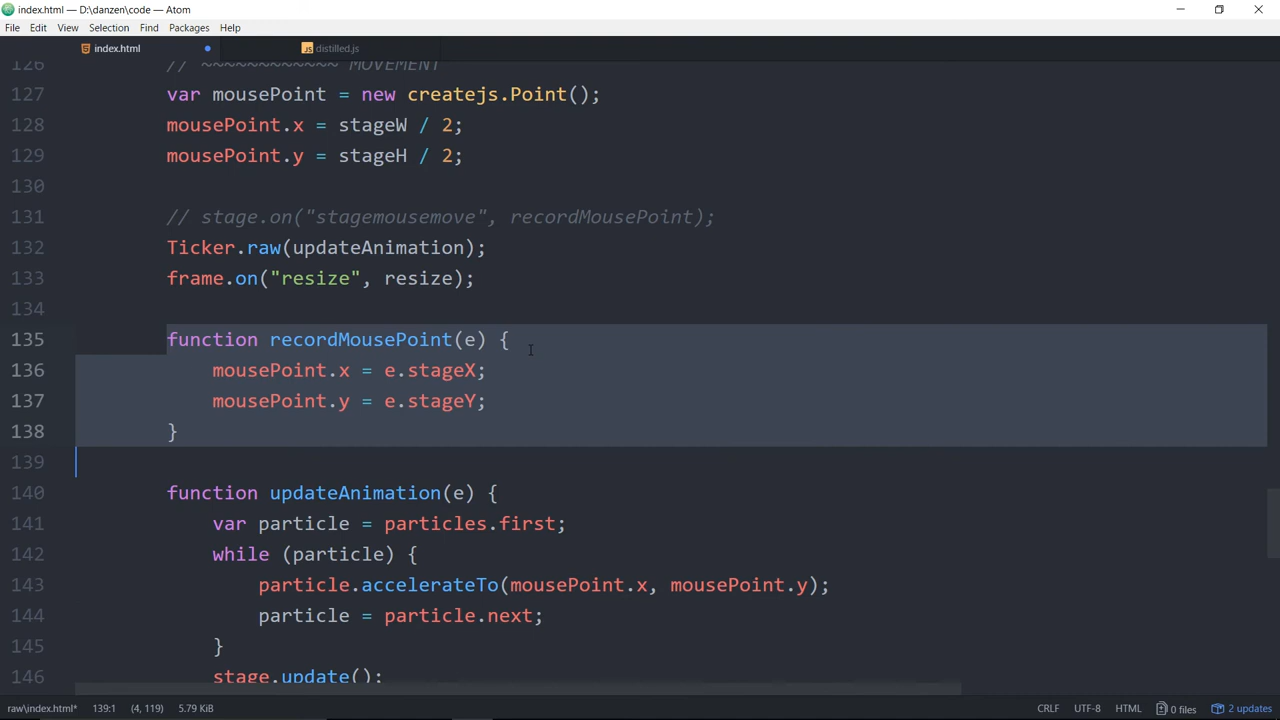 index.html — D:\danzen\code — Atom
File Edit View Selection Find Packages Help
index.html
JS distilled.js
126 // ~~~~~~~~~~~~ MOVEMENT
127 var mousePoint = new createjs.Point();
128 mousePoint.x = stageW / 2;
129 mousePoint.y = stageH / 2;
130
131 // stage.on("stagemousemove", recordMousePoint);
132 Ticker.raw(updateAnimation);
133 frame.on("resize", resize);
134
135 function recordMousePoint(e) {
136 mousePoint.x = e.stageX;
137 mousePoint.y = e.stageY;
138 }
139
140 function updateAnimation(e) {
141 var particle = particles.first;
142 while (particle) {
143 particle.accelerateTo(mousePoint.x, mousePoint.y);
144 particle = particle.next;
145 }
146 stage.update();
raw\index.html* 139:1 (4, 119) 5.79 KiB CRLF UTF-8 HTML 0 files 2 updates